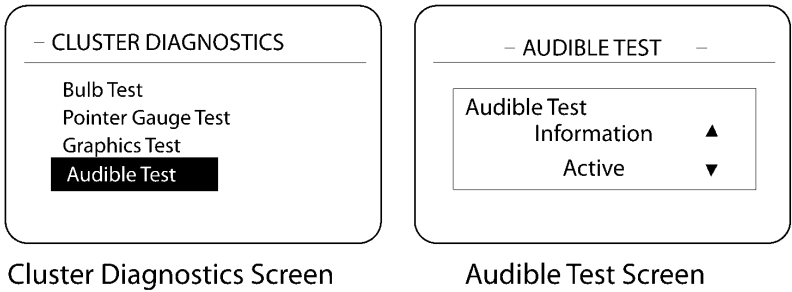 – CLUSTER DIAGNOSTICS
Bulb Test
Pointer Gauge Test
Graphics Test
Audible Test
Cluster Diagnostics Screen
– AUDIBLE TEST –
Audible Test
Information ▲
Active ▼
Audible Test Screen